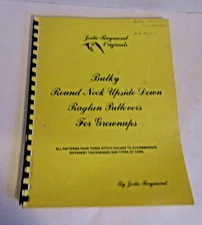 Jodie Raymond
Originals
Bulky
Round Neck Upside Down
Raglan Pullovers
For Grownups
ALL PATTERNS HAVE THREE STITCH GAUGES TO ACCOMMODATE
DIFFERENT THICKNESSES AND TYPES OF YARN.
By Jodie Raymond